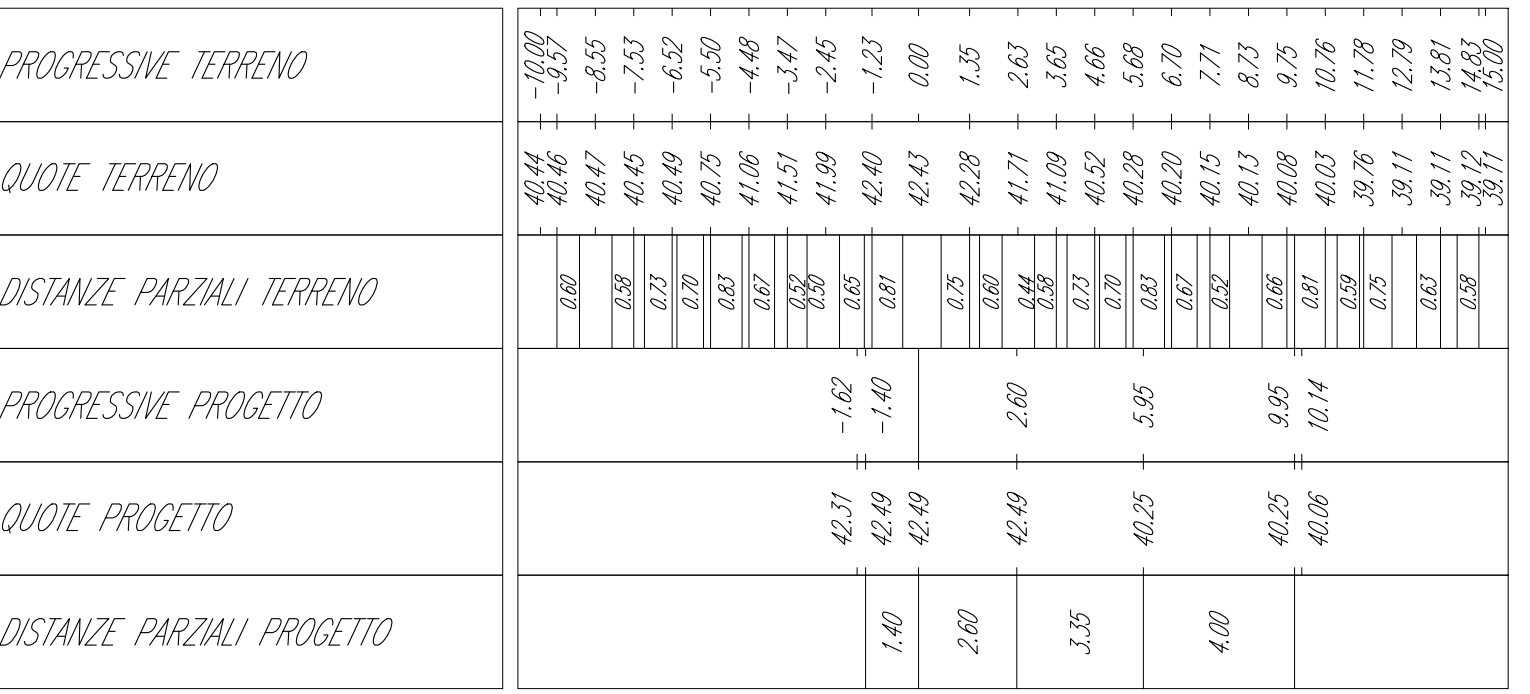 PROGRESSIVE TERRENO -10.00 -9.57 -8.55 -7.53 -6.52 -5.50 -4.48 -3.47 -2.45 -1.23 0.00 1.35 2.63 3.65 4.66 5.68 6.70 7.71 8.73 9.75 10.76 11.78 12.79 13.81 14.83 15.00
QUOTE TERRENO 40.44 40.46 40.47 40.45 40.49 40.75 41.06 41.51 41.99 42.40 42.43 42.28 41.71 41.09 40.52 40.28 40.20 40.15 40.13 40.08 40.03 39.76 39.11 39.11 39.12 39.11
DISTANZE PARZIALI TERRENO 0.60 0.58 0.73 0.70 0.83 0.67 0.52 0.50 0.65 0.81 0.75 0.60 0.44 0.58 0.73 0.70 0.83 0.67 0.52 0.66 0.81 0.59 0.75 0.63 0.58
PROGRESSIVE PROGETTO -1.62 -1.40 2.60 5.95 9.95 10.14
QUOTE PROGETTO 42.31 42.49 42.49 42.49 40.25 40.25 40.06
DISTANZE PARZIALI PROGETTO 1.40 2.60 3.35 4.00